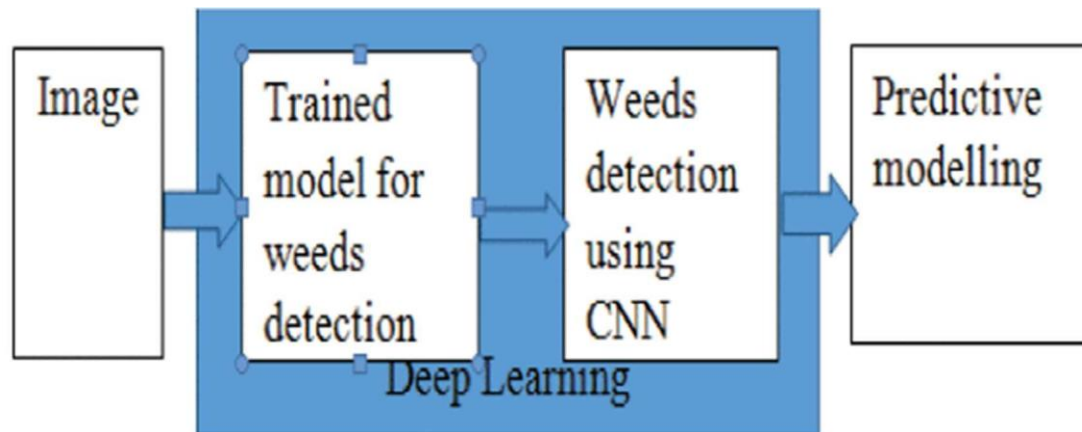 Image
Trained
model for
weeds
detection
Weeds
detection
using
CNN
Predictive
modelling
Deep Learning